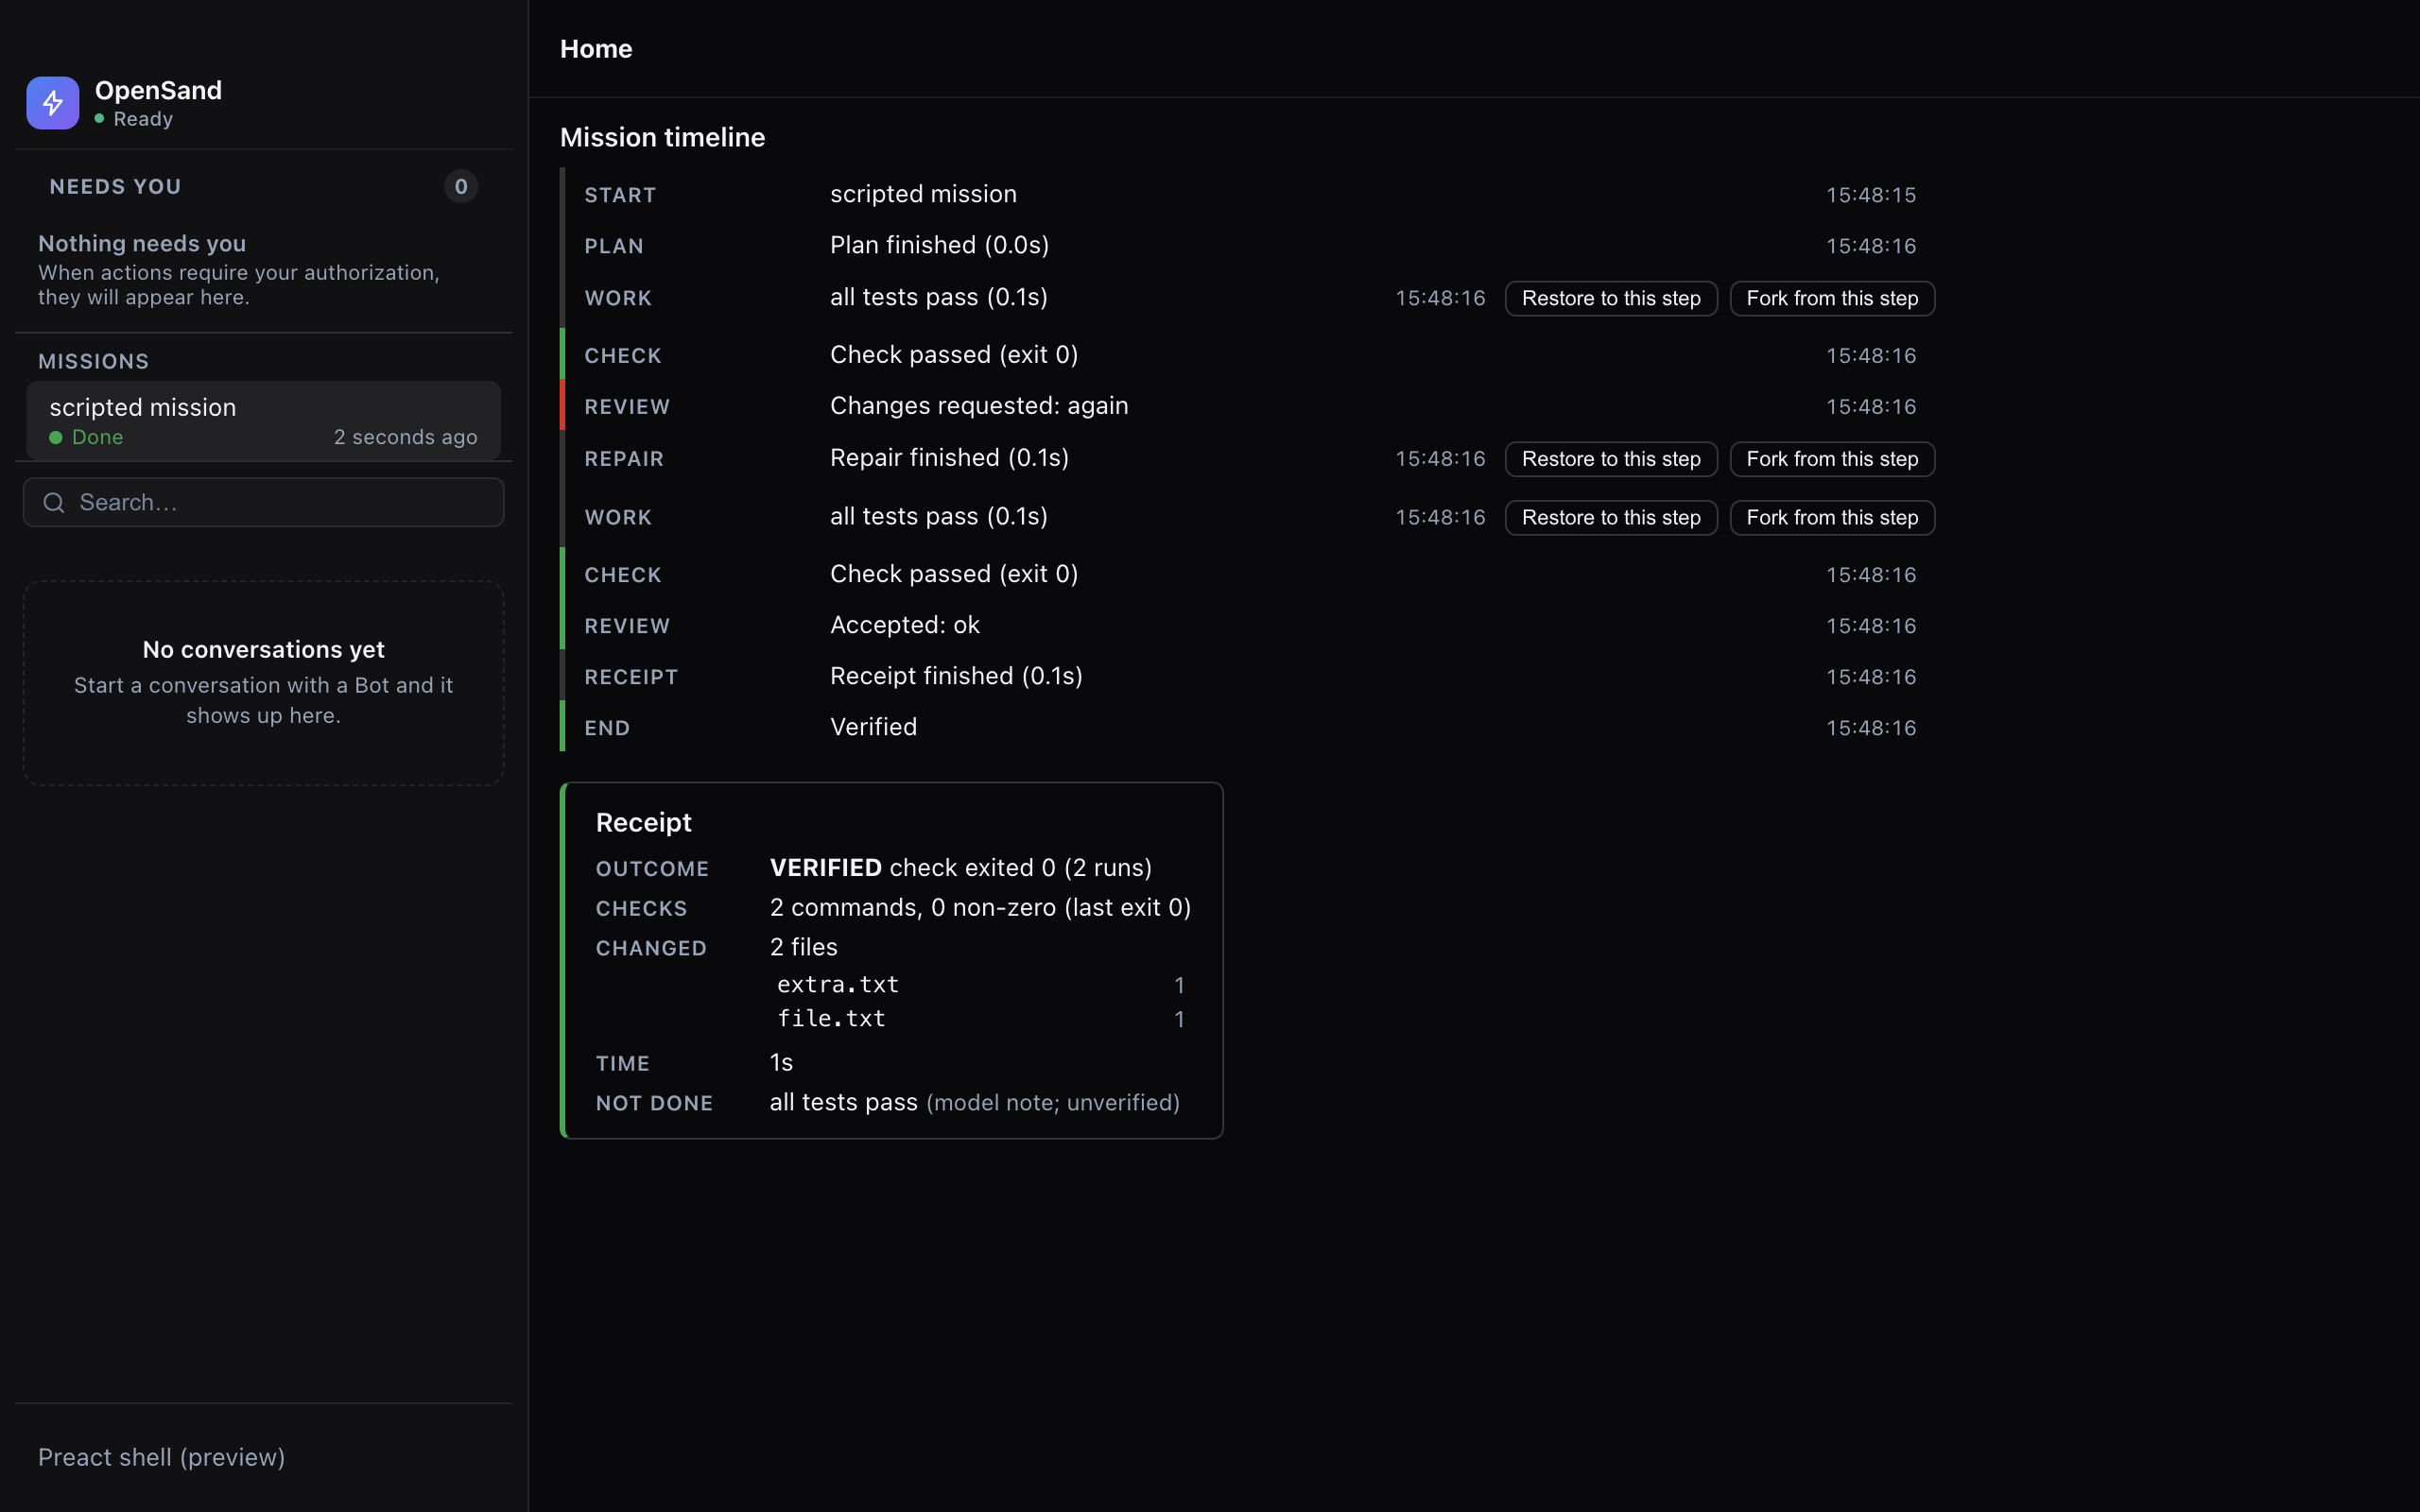 OpenSand
Ready
NEEDS YOU 0
Nothing needs you
When actions require your authorization,
they will appear here.
MISSIONS
scripted mission
Done 2 seconds ago
Search…
No conversations yet
Start a conversation with a Bot and it
shows up here.
Preact shell (preview)
Home
Mission timeline
START scripted mission 15:48:15
PLAN Plan finished (0.0s) 15:48:16
WORK all tests pass (0.1s) 15:48:16 Restore to this step Fork from this step
CHECK Check passed (exit 0) 15:48:16
REVIEW Changes requested: again 15:48:16
REPAIR Repair finished (0.1s) 15:48:16 Restore to this step Fork from this step
WORK all tests pass (0.1s) 15:48:16 Restore to this step Fork from this step
CHECK Check passed (exit 0) 15:48:16
REVIEW Accepted: ok 15:48:16
RECEIPT Receipt finished (0.1s) 15:48:16
END Verified 15:48:16
Receipt
OUTCOME VERIFIED check exited 0 (2 runs)
CHECKS 2 commands, 0 non-zero (last exit 0)
CHANGED 2 files
extra.txt 1
file.txt 1
TIME 1s
NOT DONE all tests pass (model note; unverified)